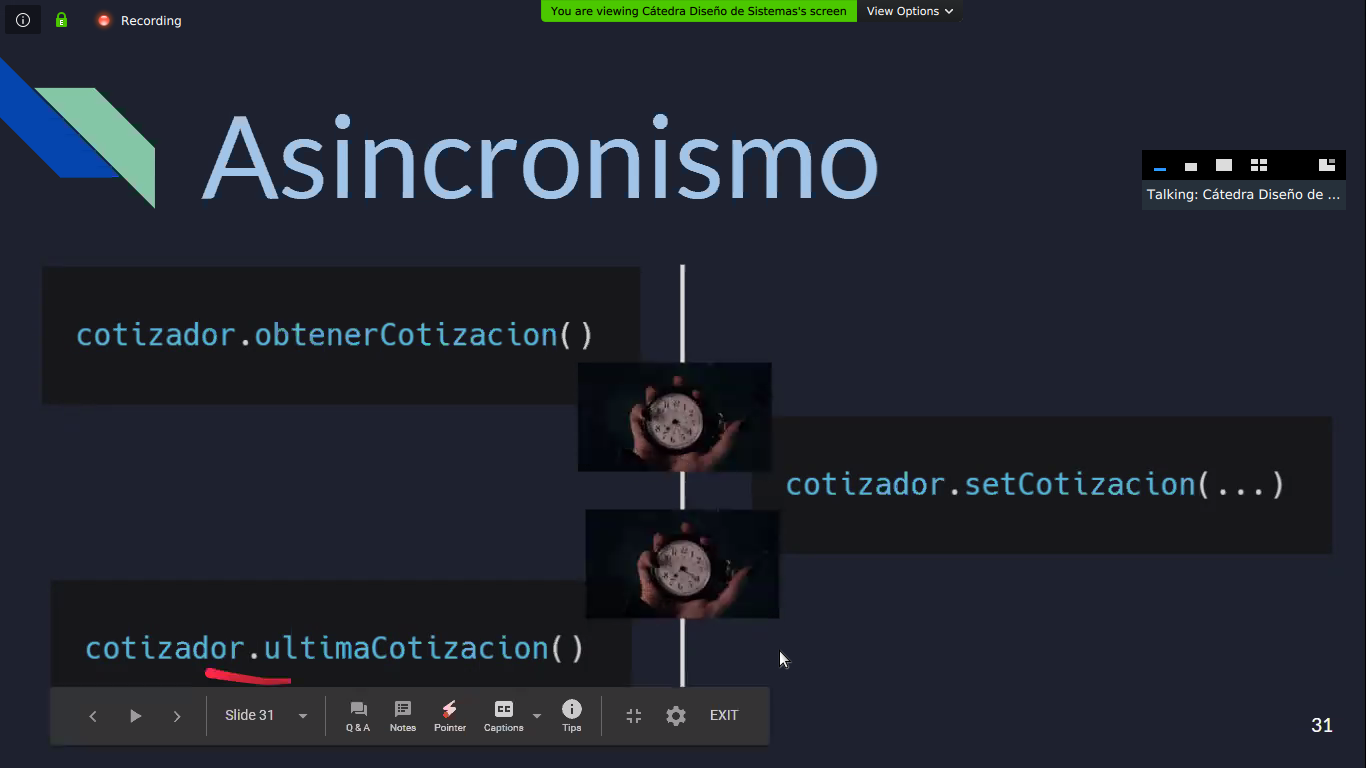 Recording
You are viewing Cátedra Diseño de Sistemas's screen
View Options
Asincronismo
Talking: Cátedra Diseño de ...
cotizador.obtenerCotizacion()
cotizador.setCotizacion(...)
cotizador.ultimaCotizacion()
Slide 31
Q & A
Notes
Pointer
Captions
Tips
EXIT
31